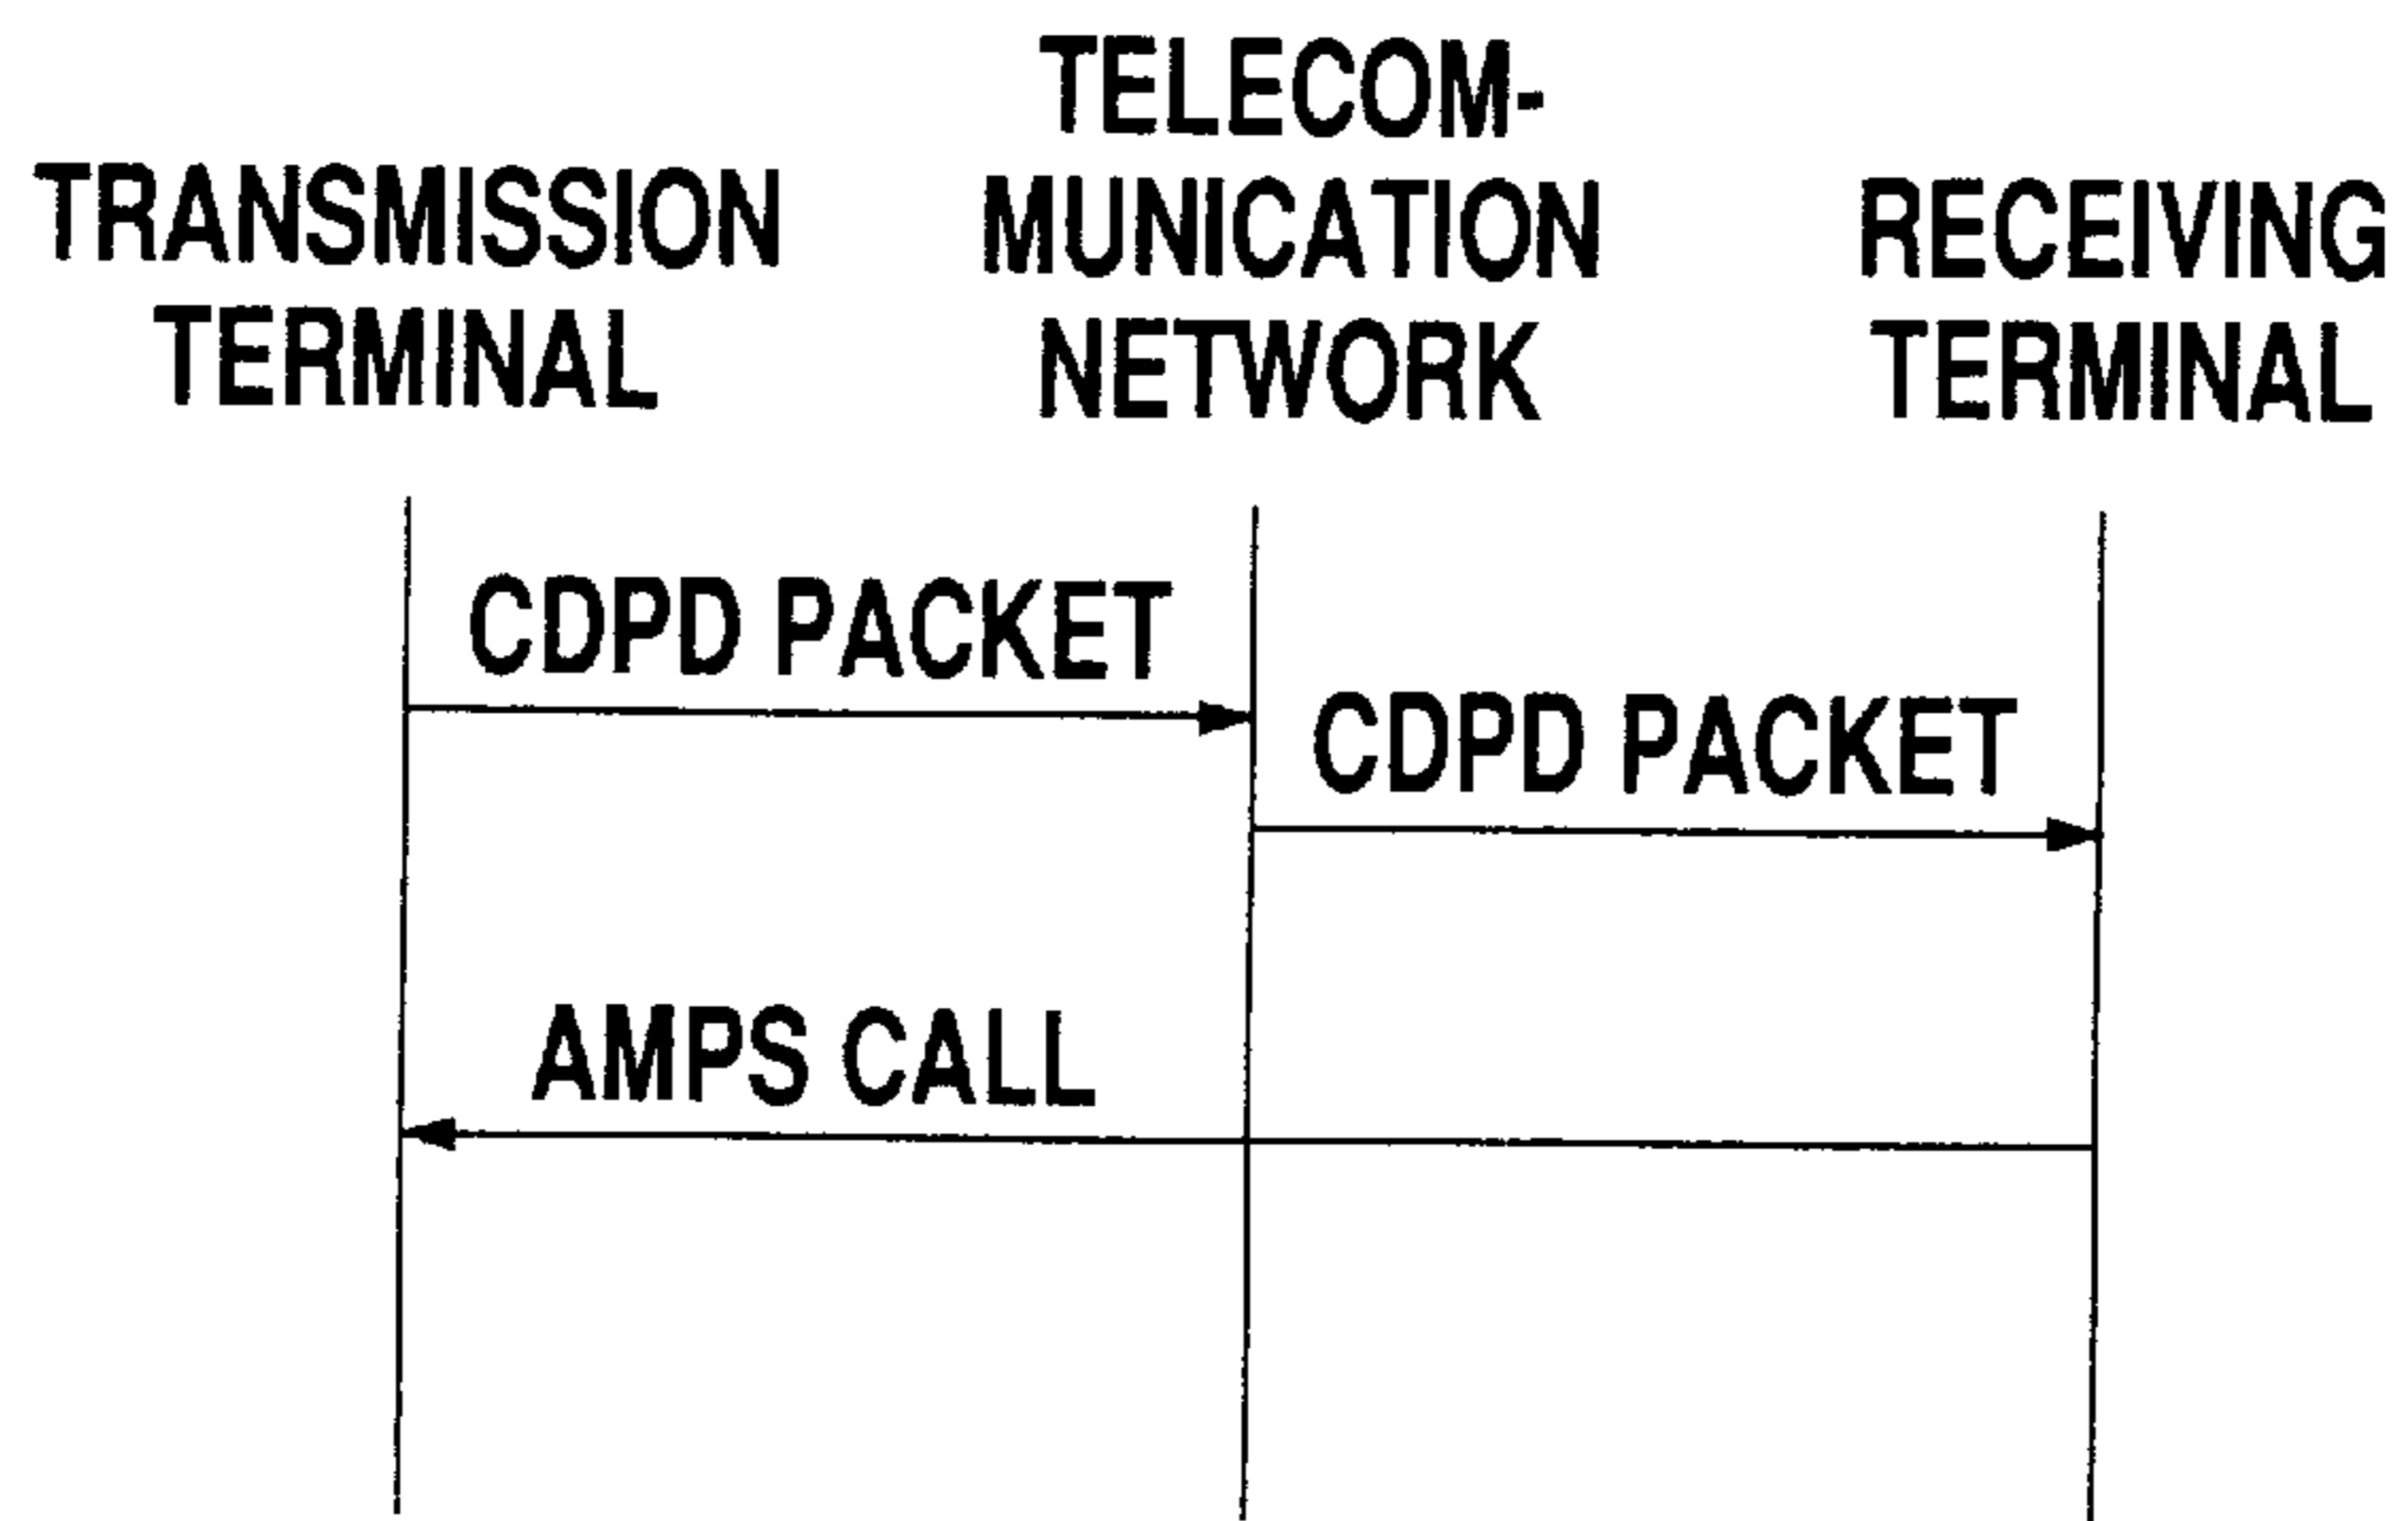 TRANSMISSION
TERMINAL
TELECOM-
MUNICATION
NETWORK
RECEIVING
TERMINAL
CDPD PACKET
CDPD PACKET
AMPS CALL